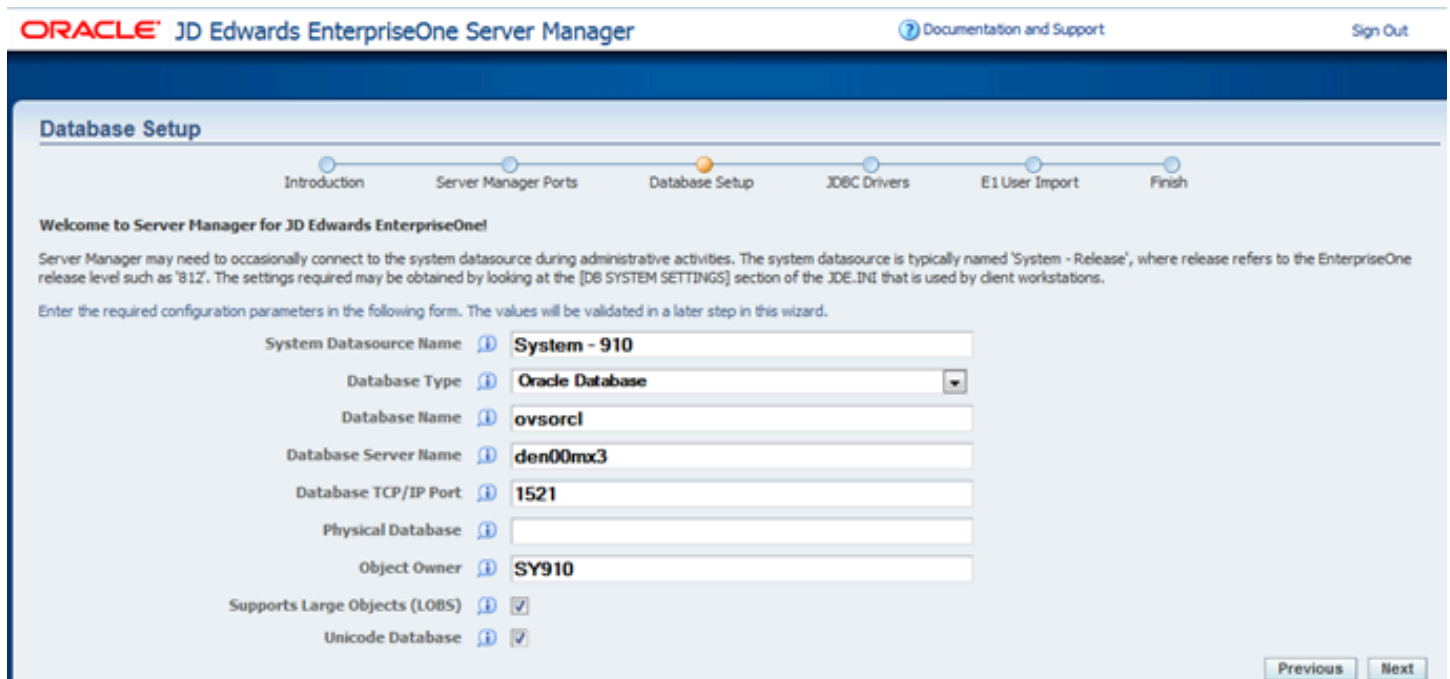 ORACLE JD Edwards EnterpriseOne Server Manager
Documentation and Support
Sign Out
Database Setup
Introduction
Server Manager Ports
Database Setup
JDBC Drivers
E1 User Import
Finish
Welcome to Server Manager for JD Edwards EnterpriseOne!
Server Manager may need to occasionally connect to the system datasource during administrative activities. The system datasource is typically named 'System - Release', where release refers to the EnterpriseOne
release level such as '812'. The settings required may be obtained by looking at the [DB SYSTEM SETTINGS] section of the JDE.INI that is used by client workstations.
Enter the required configuration parameters in the following form. The values will be validated in a later step in this wizard.
System Datasource Name System - 910
Database Type Oracle Database
Database Name ovsorcl
Database Server Name den00mx3
Database TCP/IP Port 1521
Physical Database
Object Owner SY910
Supports Large Objects (LOBS)
Unicode Database
Previous Next